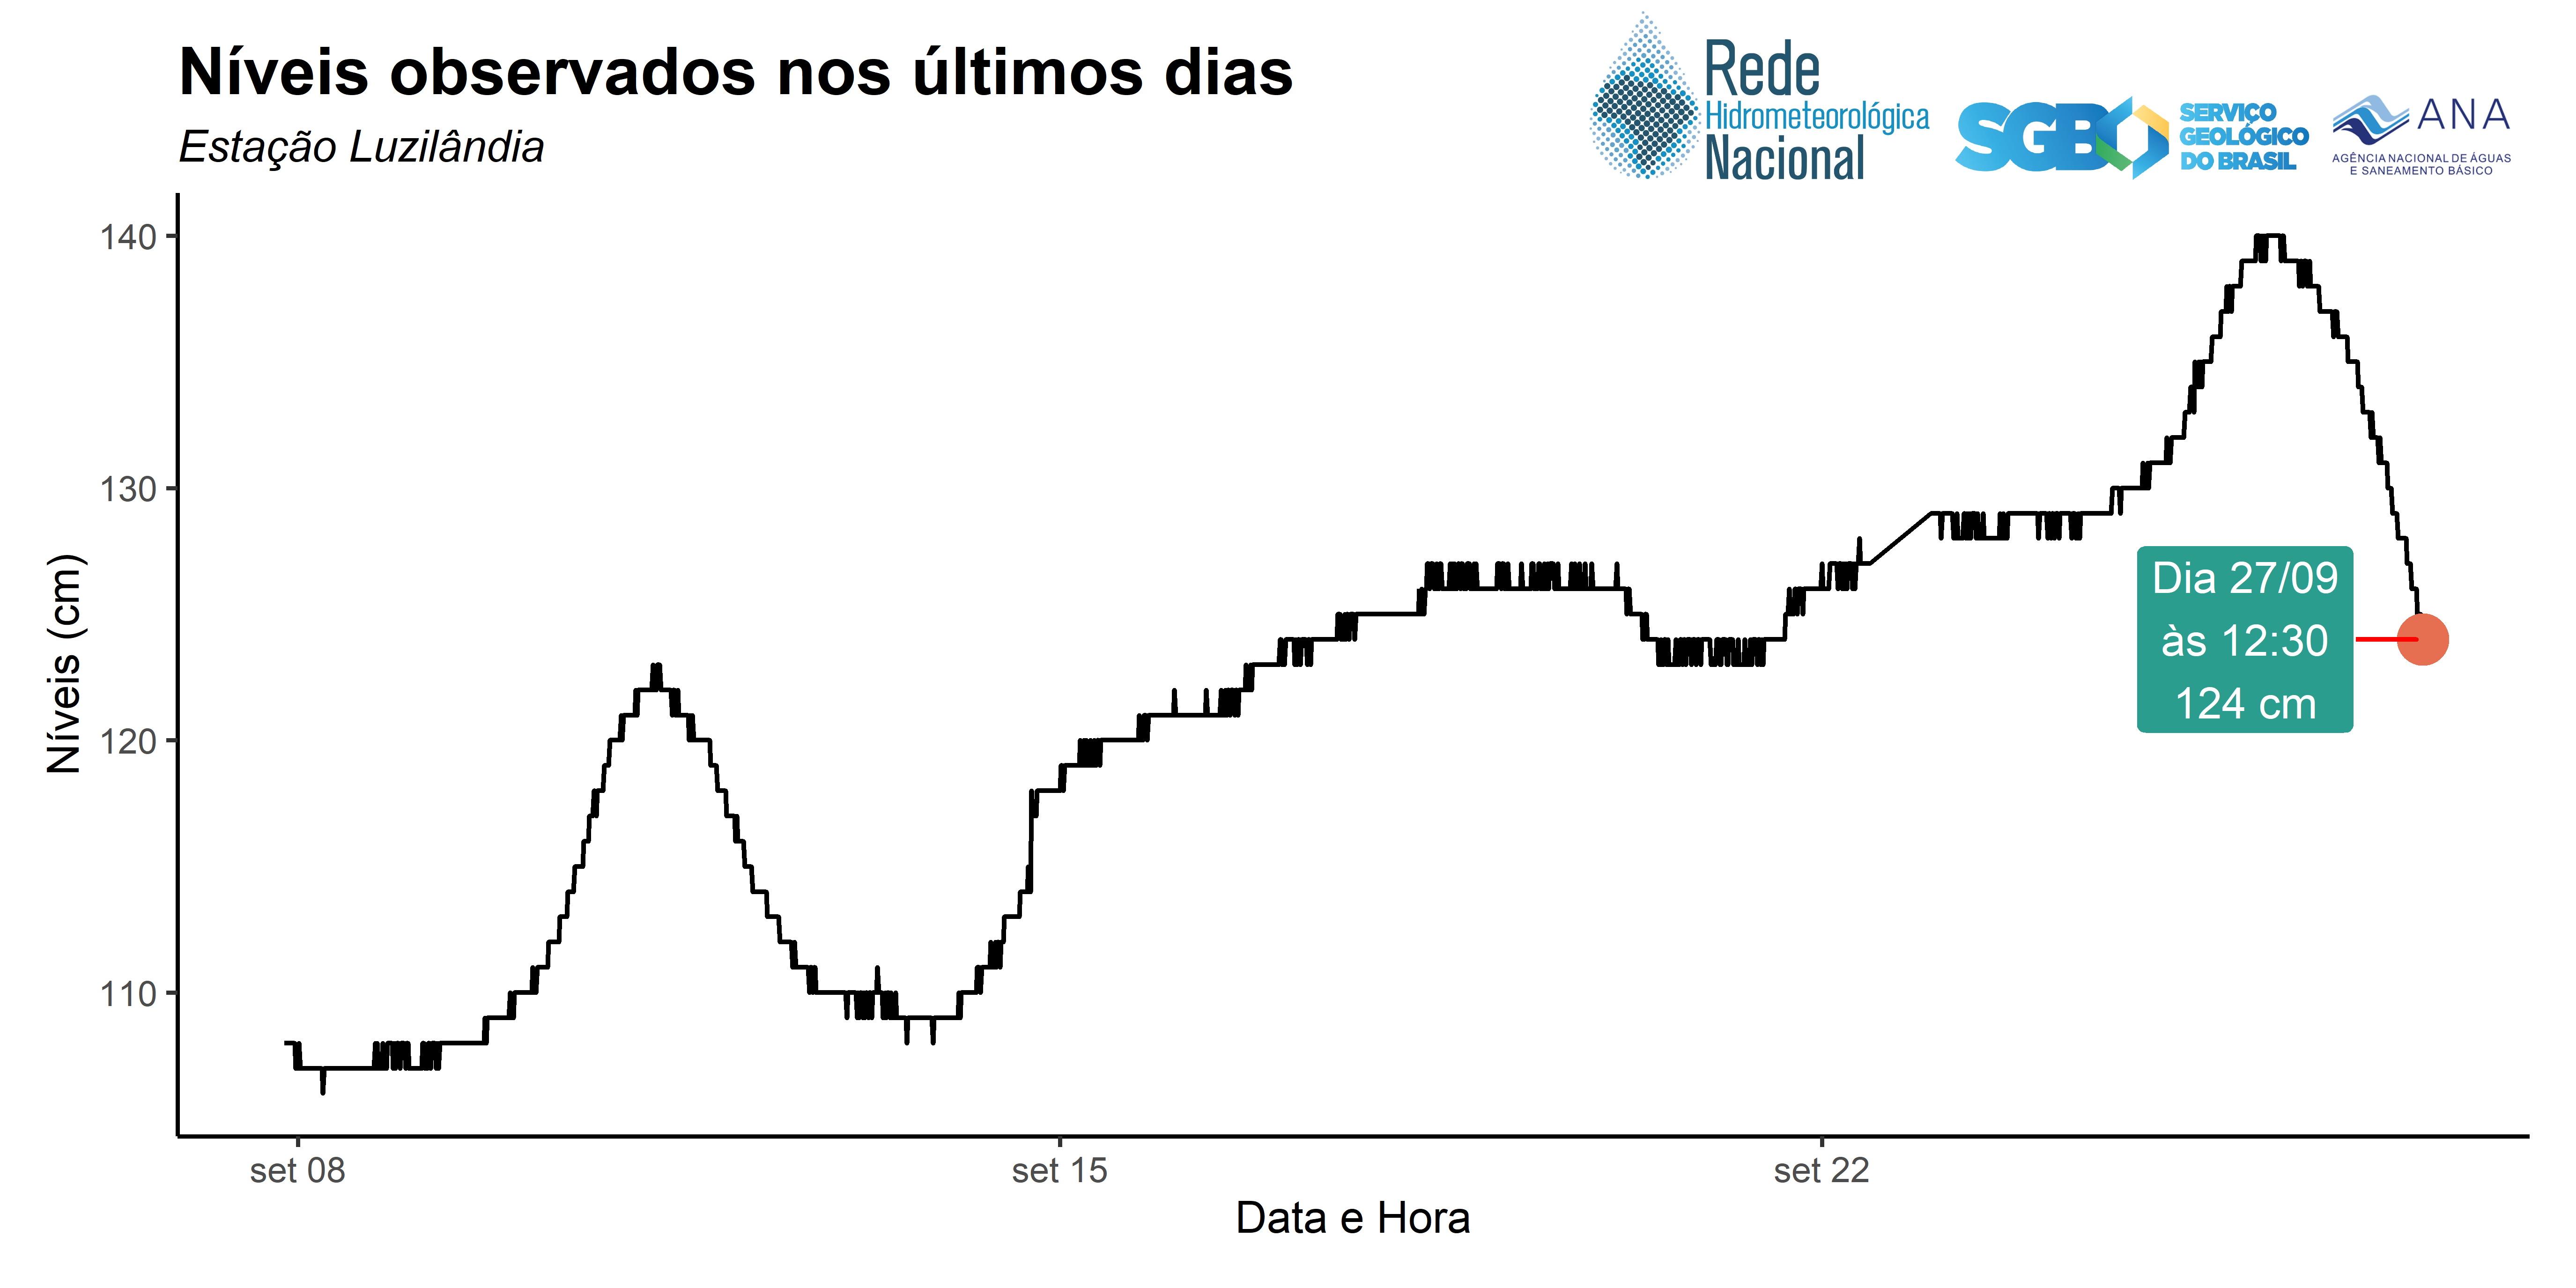 Níveis observados nos últimos dias
Estação Luzilândia
Rede
Hidrometeorológica
Nacional
SGB
SERVIÇO
GEOLÓGICO
DO BRASIL
ANA
AGÊNCIA NACIONAL DE ÁGUAS
E SANEAMENTO BÁSICO
Níveis (cm)
140
130
120
110
Dia 27/09
às 12:30
124 cm
set 08
set 15
set 22
Data e Hora